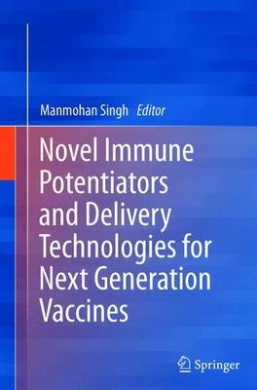 Manmohan Singh Editor
Novel Immune
Potentiators
and Delivery
Technologies for
Next Generation
Vaccines
Springer